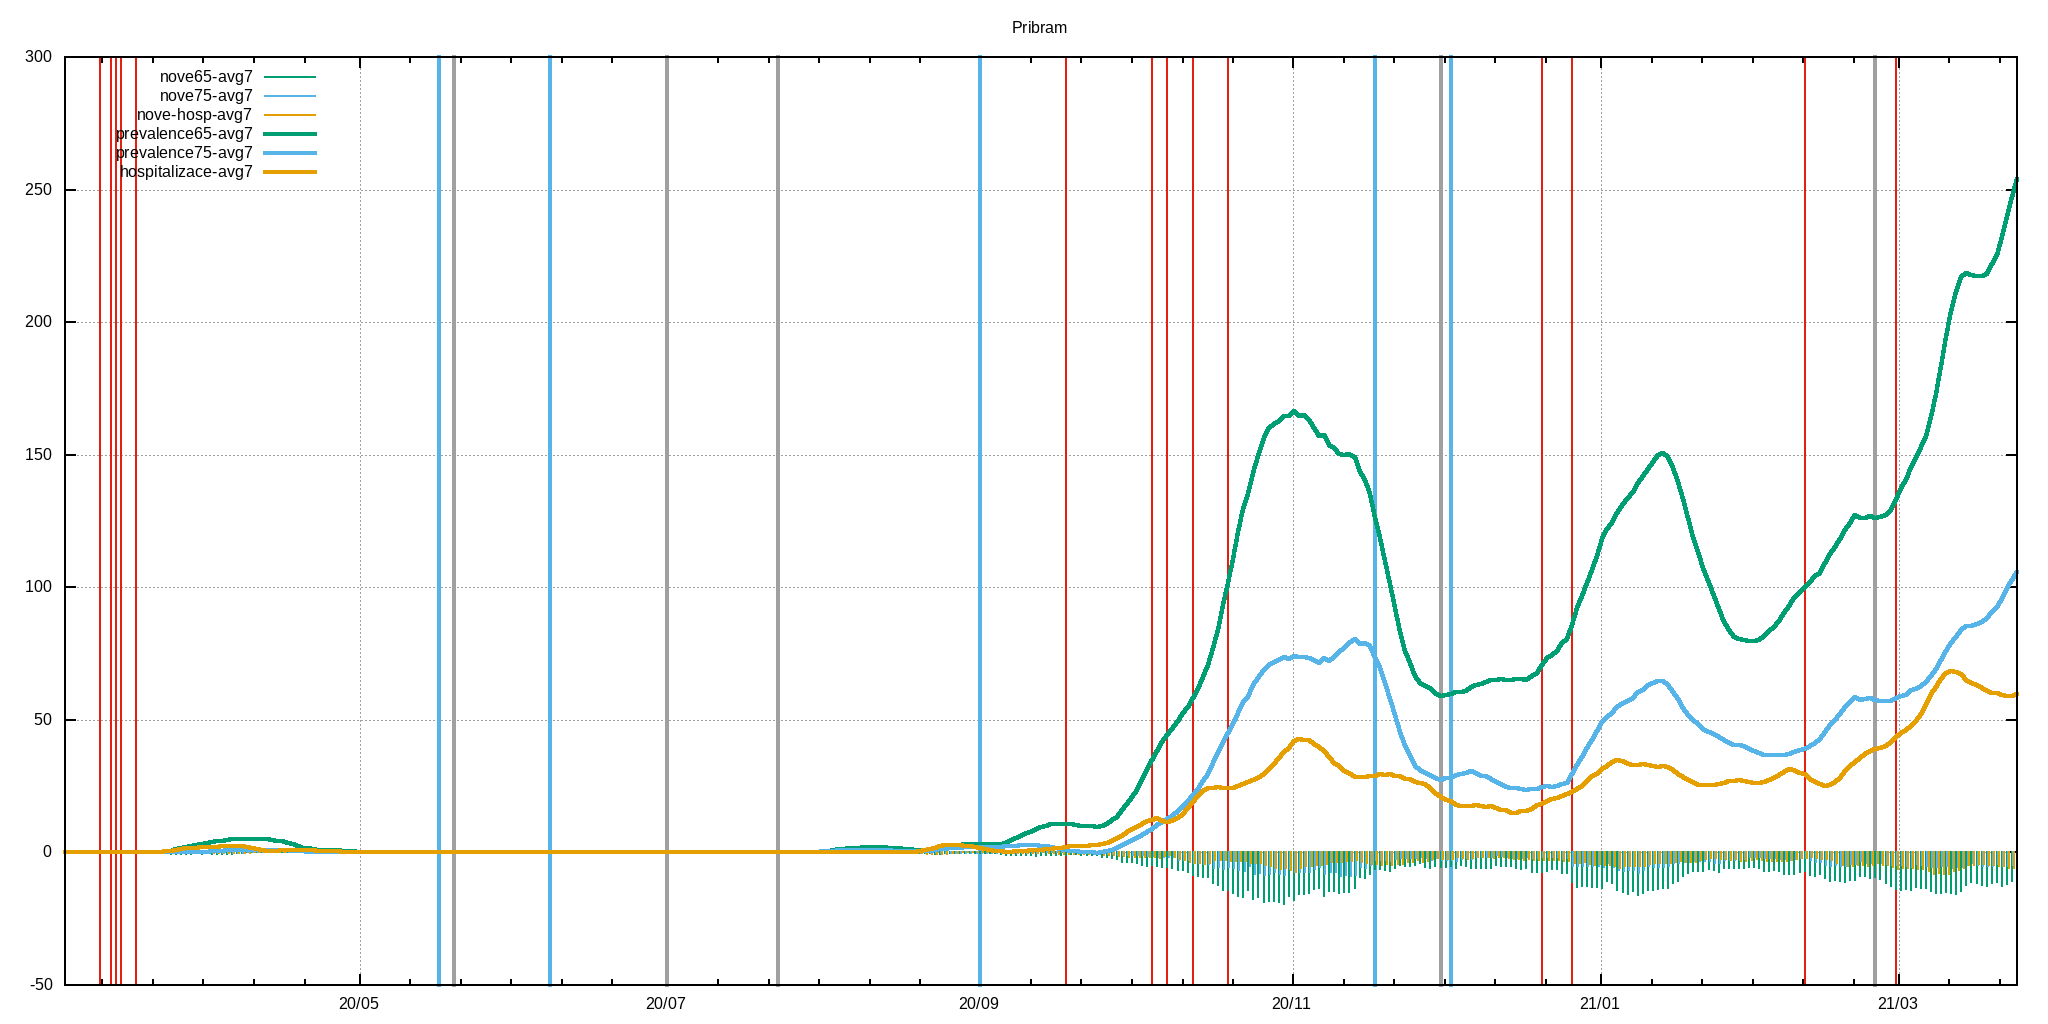 Pribram
300
250
200
150
100
50
0
-50
nove65-avg7
nove75-avg7
nove-hosp-avg7
prevalence65-avg7
prevalence75-avg7
hospitalizace-avg7
20/05
20/07
20/09
20/11
21/01
21/03